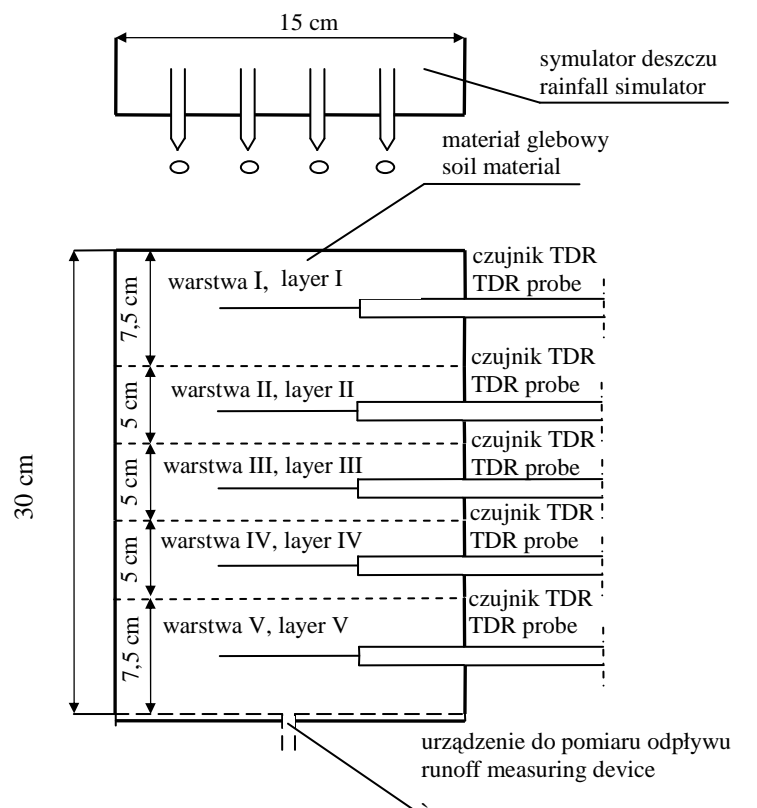 15 cm
symulator deszczu
rainfall simulator
materiał glebowy
soil material
czujnik TDR
TDR probe
warstwa I, layer I
7,5 cm
czujnik TDR
TDR probe
warstwa II, layer II
5 cm
czujnik TDR
TDR probe
warstwa III, layer III
5 cm
30 cm
czujnik TDR
TDR probe
warstwa IV, layer IV
5 cm
czujnik TDR
TDR probe
warstwa V, layer V
7,5 cm
urządzenie do pomiaru odpływu
runoff measuring device